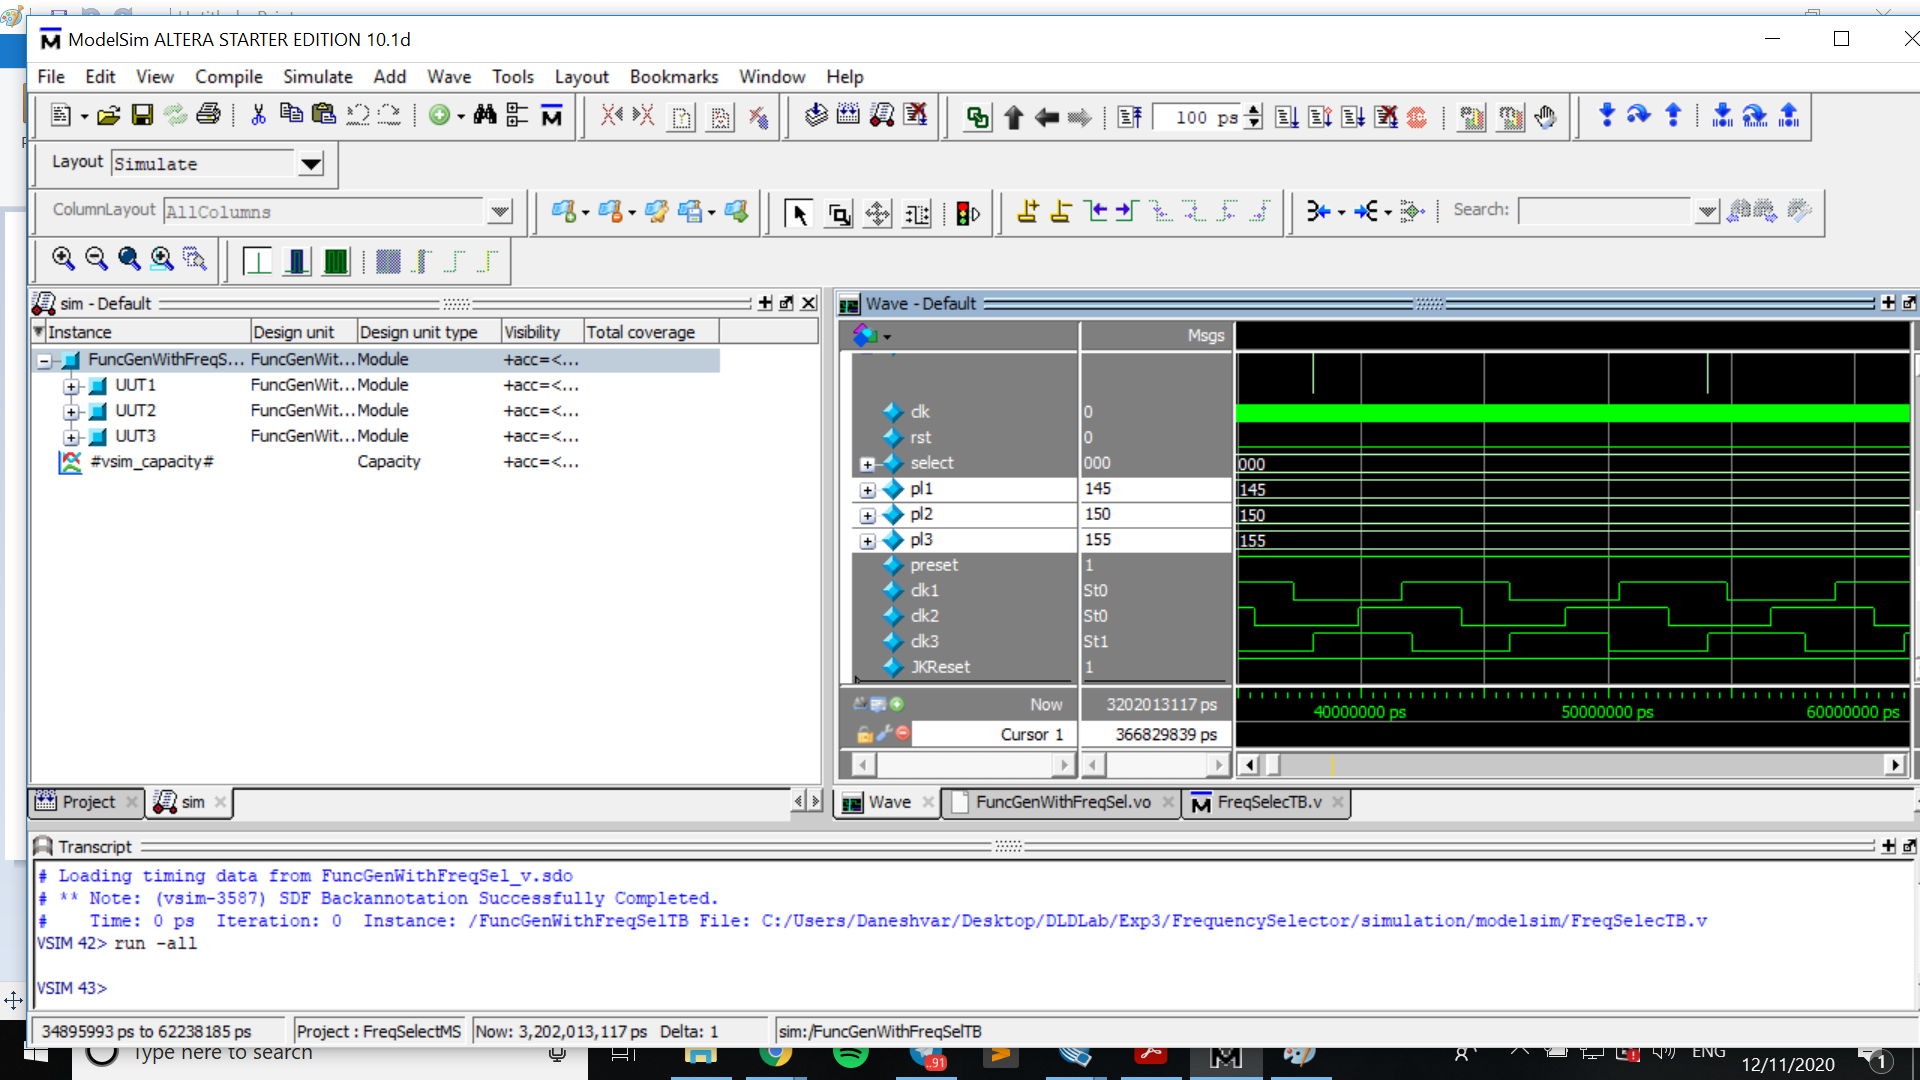 ModelSim ALTERA STARTER EDITION 10.1d
File Edit View Compile Simulate Add Wave Tools Layout Bookmarks Window Help
100 ps
Layout Simulate
ColumnLayout AllColumns
Search:
sim - Default
Wave - Default
Instance Design unit Design unit type Visibility Total coverage
Msgs
FuncGenWithFreqS... FuncGenWit... Module +acc=<...
UUT1 FuncGenWit... Module +acc=<...
UUT2 FuncGenWit... Module +acc=<...
UUT3 FuncGenWit... Module +acc=<...
#vsim_capacity# Capacity +acc=<...
clk 0
rst 0
select 000 000
pl1 145 145
pl2 150 150
pl3 155 155
preset 1
clk1 St0
clk2 St0
clk3 St1
JKReset 1
Now 3202013117 ps
40000000 ps 50000000 ps 60000000 ps
Cursor 1 366829839 ps
Project sim
Wave FuncGenWithFreqSel.vo FreqSelecTB.v
Transcript
# Loading timing data from FuncGenWithFreqSel_v.sdo
# ** Note: (vsim-3587) SDF Backannotation Successfully Completed.
# Time: 0 ps Iteration: 0 Instance: /FuncGenWithFreqSelTB File: C:/Users/Daneshvar/Desktop/DLDLab/Exp3/FrequencySelector/simulation/modelsim/FreqSelecTB.v
VSIM 42> run -all
VSIM 43>
34895993 ps to 62238185 ps Project : FreqSelectMS Now: 3,202,013,117 ps Delta: 1 sim:/FuncGenWithFreqSelTB
Type here to search
91
ENG
12/11/2020
1